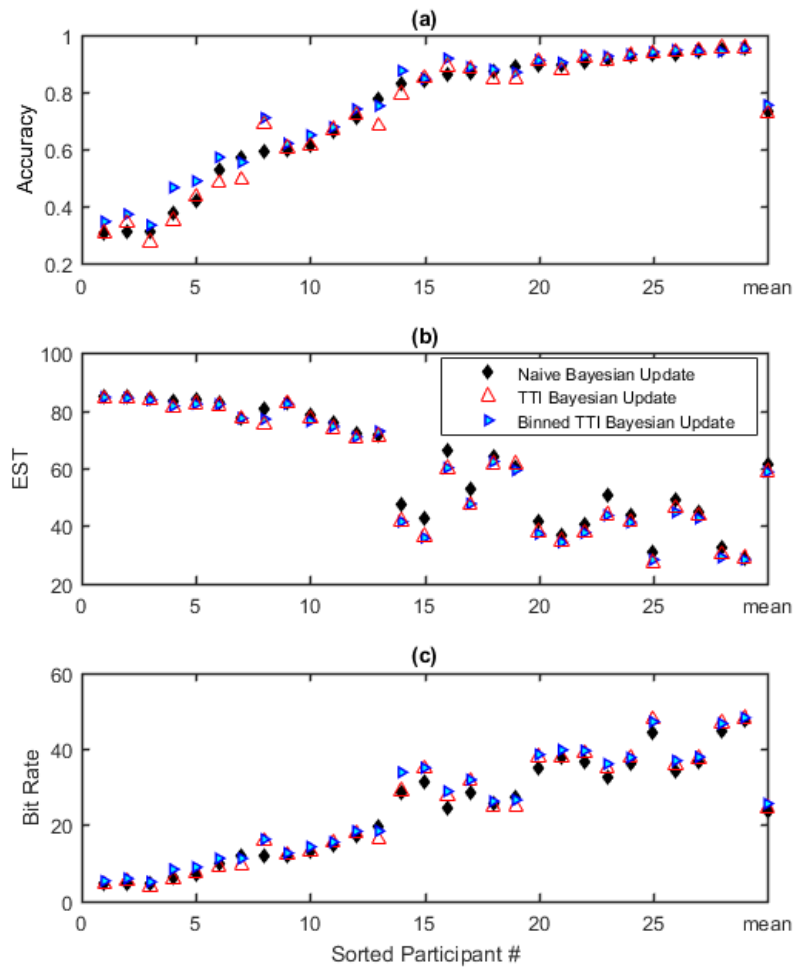 (a)
1
0.8
0.6
0.4
0.2
Accuracy
0 5 10 15 20 25 mean
(b)
100
80
60
40
20
EST
Naive Bayesian Update
TTI Bayesian Update
Binned TTI Bayesian Update
0 5 10 15 20 25 mean
(c)
60
40
20
0
Bit Rate
0 5 10 15 20 25 mean
Sorted Participant #